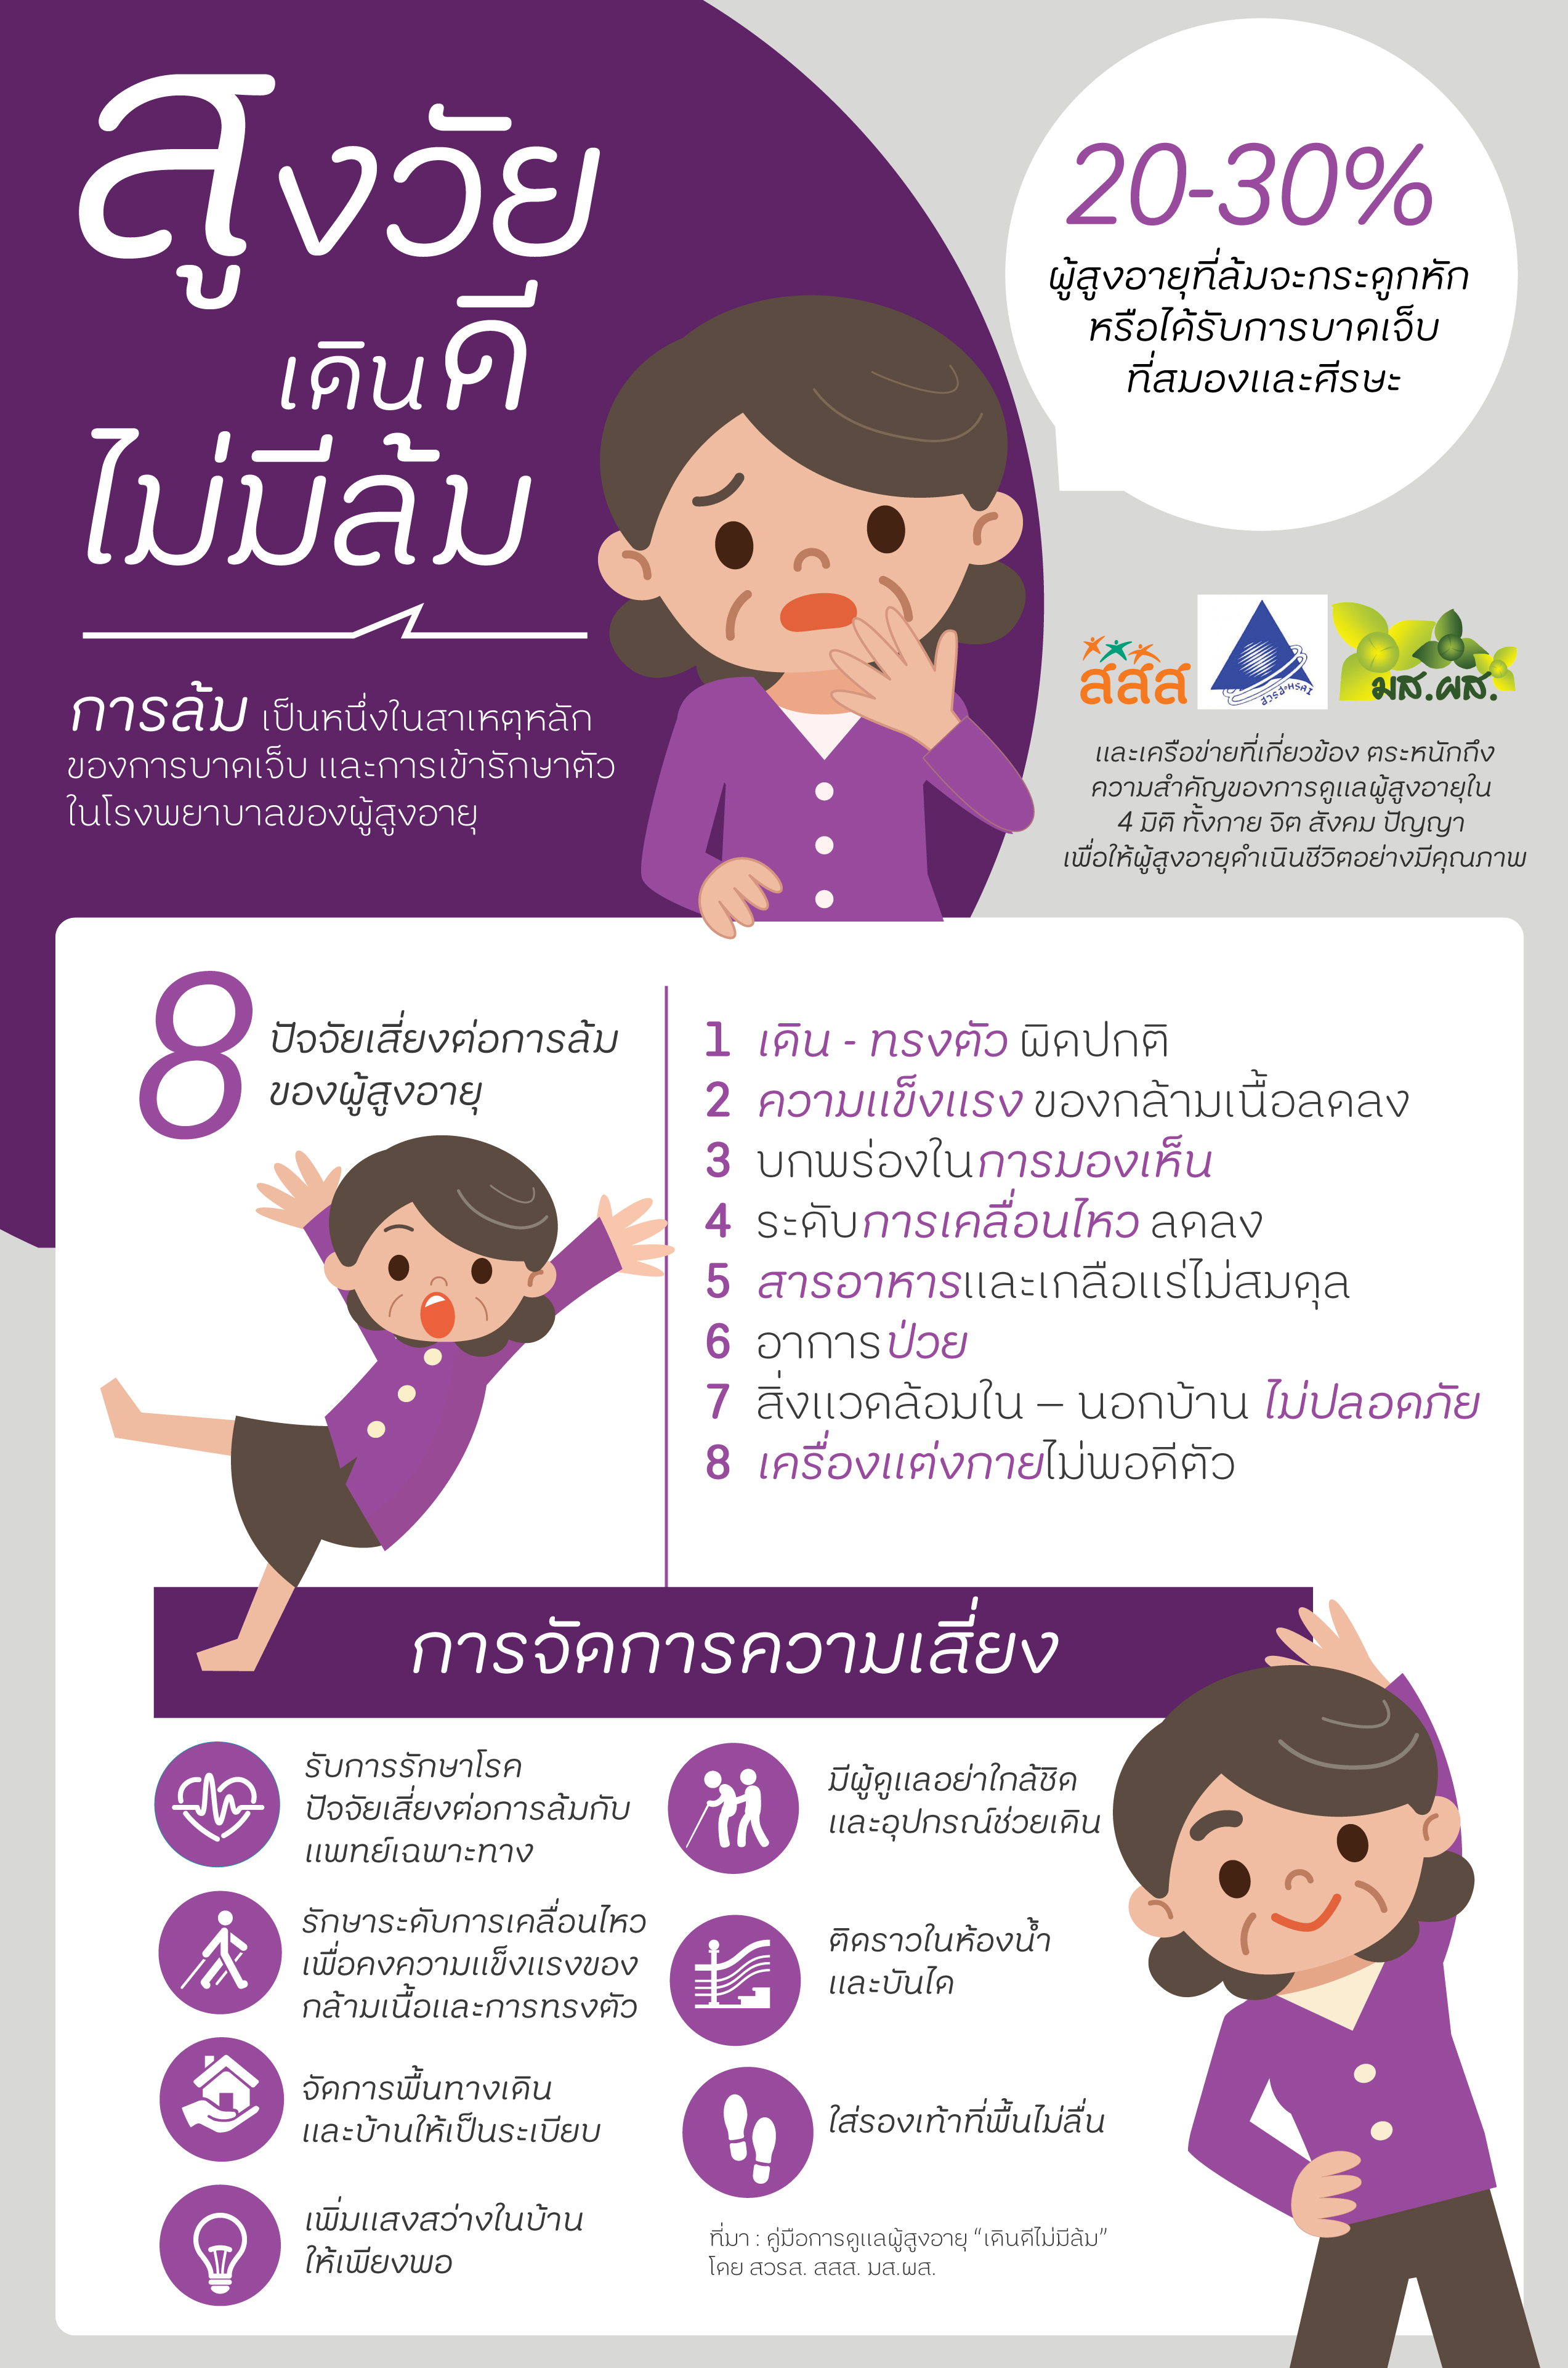 สูงวัย
เดินดี
ไม่มีล้ม
การล้ม เป็นหนึ่งในสาเหตุหลัก
ของการบาดเจ็บ และการเข้ารักษาตัว
ในโรงพยาบาลของผู้สูงอายุ
20-30%
ผู้สูงอายุที่ล้มจะกระดูกหัก
หรือได้รับการบาดเจ็บ
ที่สมองและศีรษะ
สสส
สวรส•HSRI
มส.ผส.
และเครือข่ายที่เกี่ยวข้อง ตระหนักถึง
ความสำคัญของการดูแลผู้สูงอายุใน
4 มิติ ทั้งกาย จิต สังคม ปัญญา
เพื่อให้ผู้สูงอายุดำเนินชีวิตอย่างมีคุณภาพ
8 ปัจจัยเสี่ยงต่อการล้ม
ของผู้สูงอายุ
1 เดิน - ทรงตัว ผิดปกติ
2 ความแข็งแรง ของกล้ามเนื้อลดลง
3 บกพร่องในการมองเห็น
4 ระดับการเคลื่อนไหว ลดลง
5 สารอาหารและเกลือแร่ไม่สมดุล
6 อาการป่วย
7 สิ่งแวดล้อมใน – นอกบ้าน ไม่ปลอดภัย
8 เครื่องแต่งกายไม่พอดีตัว
การจัดการความเสี่ยง
รับการรักษาโรค
ปัจจัยเสี่ยงต่อการล้มกับ
แพทย์เฉพาะทาง
รักษาระดับการเคลื่อนไหว
เพื่อคงความแข็งแรงของ
กล้ามเนื้อและการทรงตัว
จัดการพื้นทางเดิน
และบ้านให้เป็นระเบียบ
เพิ่มแสงสว่างในบ้าน
ให้เพียงพอ
มีผู้ดูแลอย่าใกล้ชิด
และอุปกรณ์ช่วยเดิน
ติดราวในห้องน้ำ
และบันได
ใส่รองเท้าที่พื้นไม่ลื่น
ที่มา : คู่มือการดูแลผู้สูงอายุ “เดินดีไม่มีล้ม”
โดย สวรส. สสส. มส.ผส.